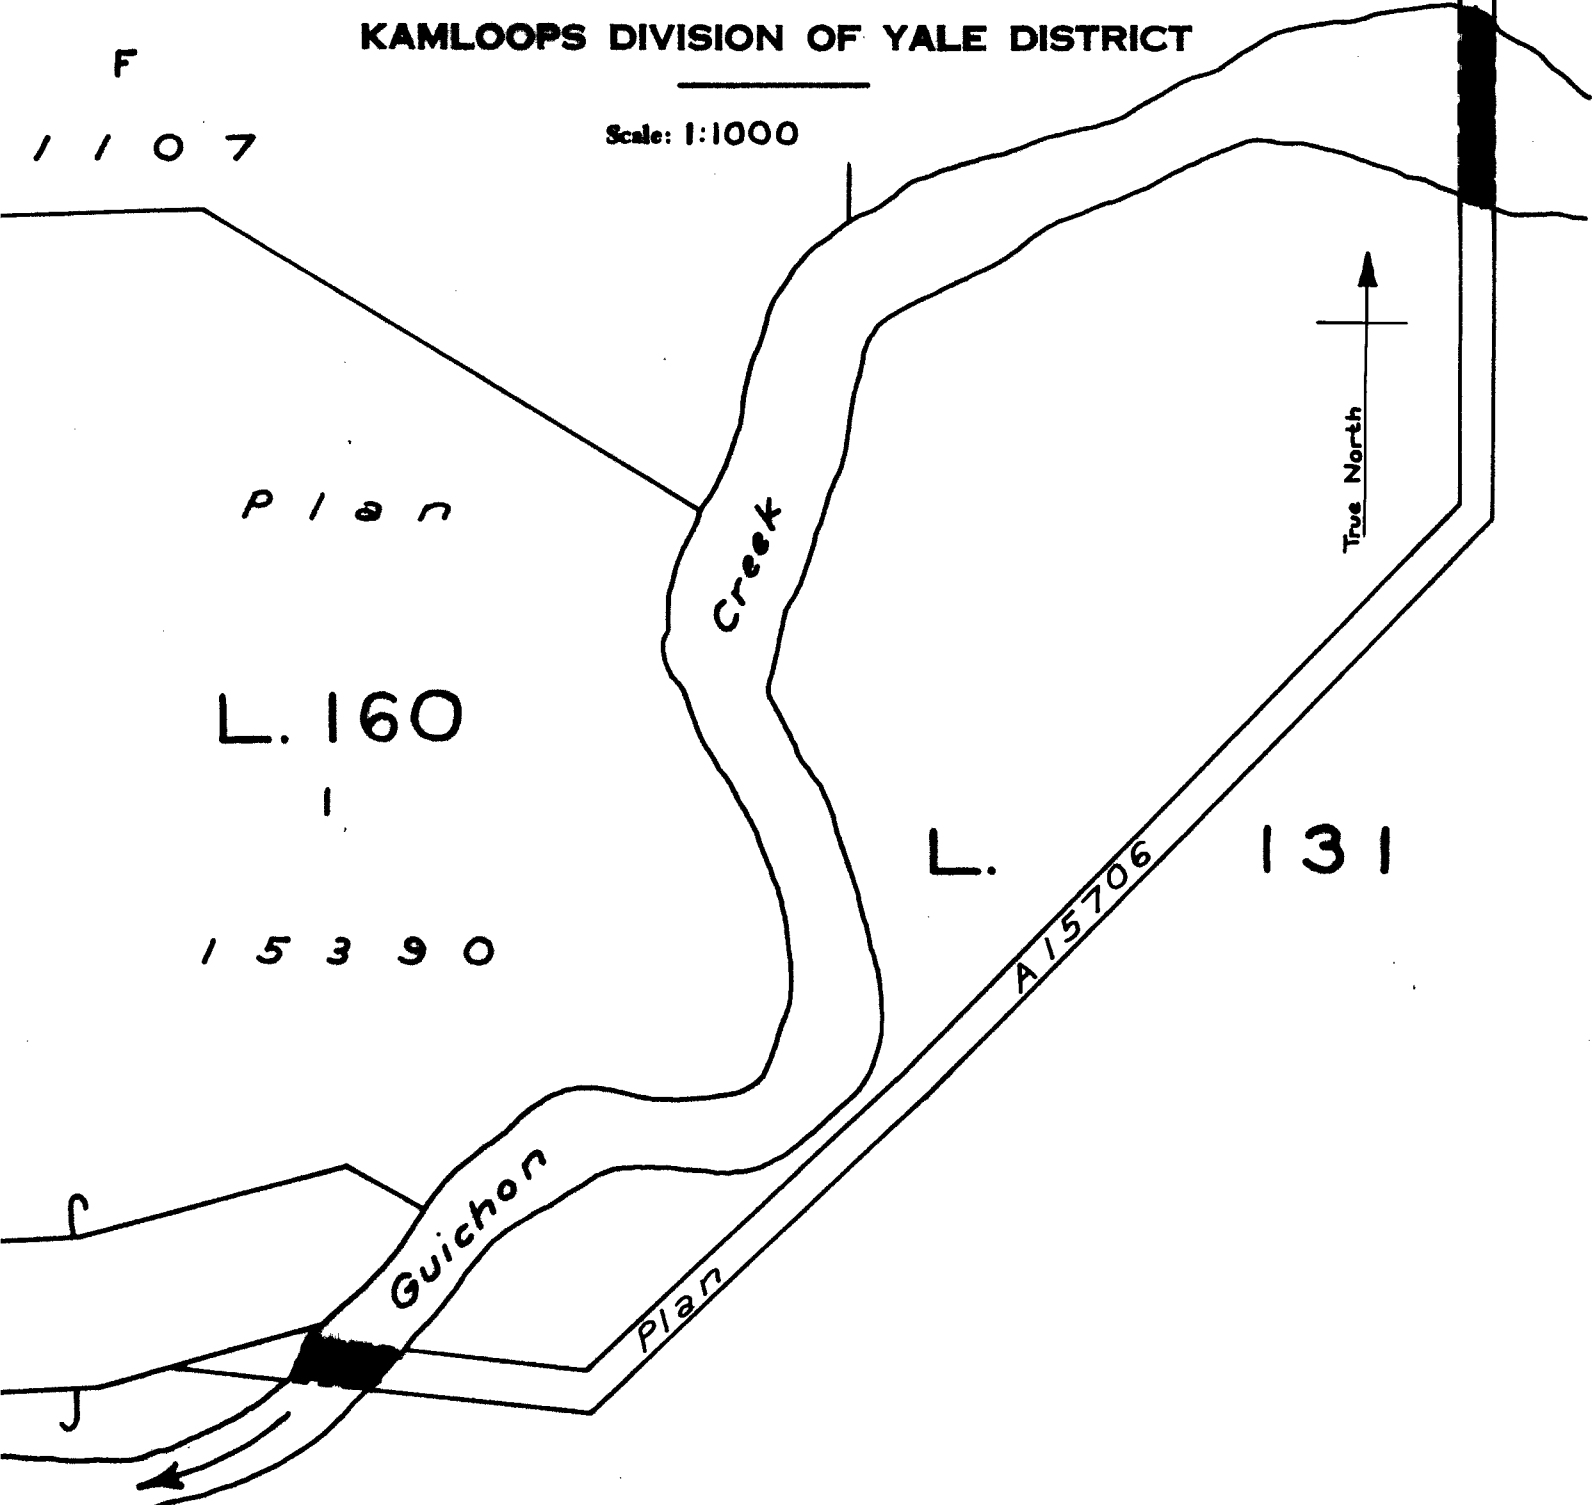 KAMLOOPS DIVISION OF YALE DISTRICT
F
1107
Scale: 1:1000
True North
Plan
Creek
L. 160
1
L. 131
Plan A15706
15390
Guichon